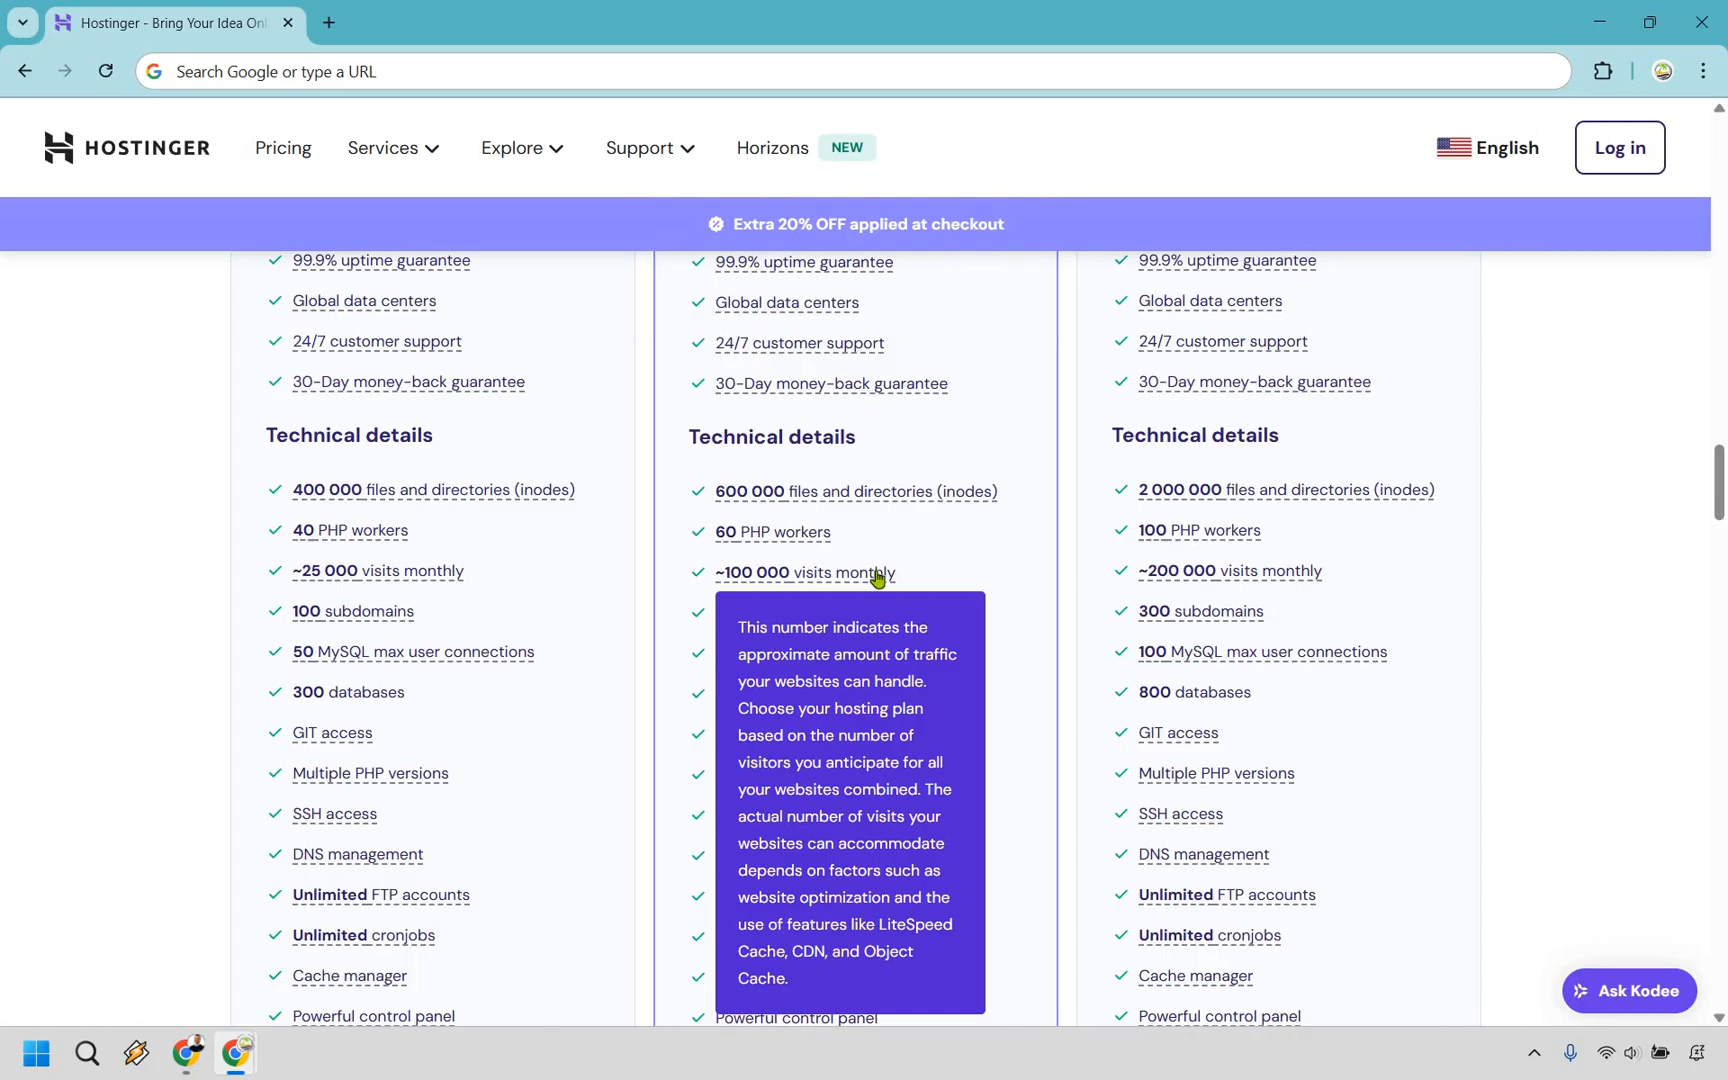 Hostinger - Bring Your Idea Onl
Search Google or type a URL
HOSTINGER
Pricing
Services
Explore
Support
Horizons
NEW
English
Log in
Extra 20% OFF applied at checkout
99.9% uptime guarantee
Global data centers
24/7 customer support
30-Day money-back guarantee
Technical details
400 000 files and directories (inodes)
40 PHP workers
~25 000 visits monthly
100 subdomains
50 MySQL max user connections
300 databases
GIT access
Multiple PHP versions
SSH access
DNS management
Unlimited FTP accounts
Unlimited cronjobs
Cache manager
Powerful control panel
99.9% uptime guarantee
Global data centers
24/7 customer support
30-Day money-back guarantee
Technical details
600 000 files and directories (inodes)
60 PHP workers
~100 000 visits monthly
This number indicates the
approximate amount of traffic
your websites can handle.
Choose your hosting plan
based on the number of
visitors you anticipate for all
your websites combined. The
actual number of visits your
websites can accommodate
depends on factors such as
website optimization and the
use of features like LiteSpeed
Cache, CDN, and Object
Cache.
Powerful control panel
99.9% uptime guarantee
Global data centers
24/7 customer support
30-Day money-back guarantee
Technical details
2 000 000 files and directories (inodes)
100 PHP workers
~200 000 visits monthly
300 subdomains
100 MySQL max user connections
800 databases
GIT access
Multiple PHP versions
SSH access
DNS management
Unlimited FTP accounts
Unlimited cronjobs
Cache manager
Powerful control panel
Ask Kodee